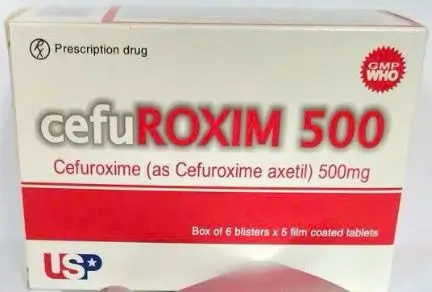 Rx Prescription drug
GMP
WHO
cefuROXIM 500
Cefuroxime (as Cefuroxime axetil) 500mg
Box of 6 blisters x 5 film coated tablets
USP